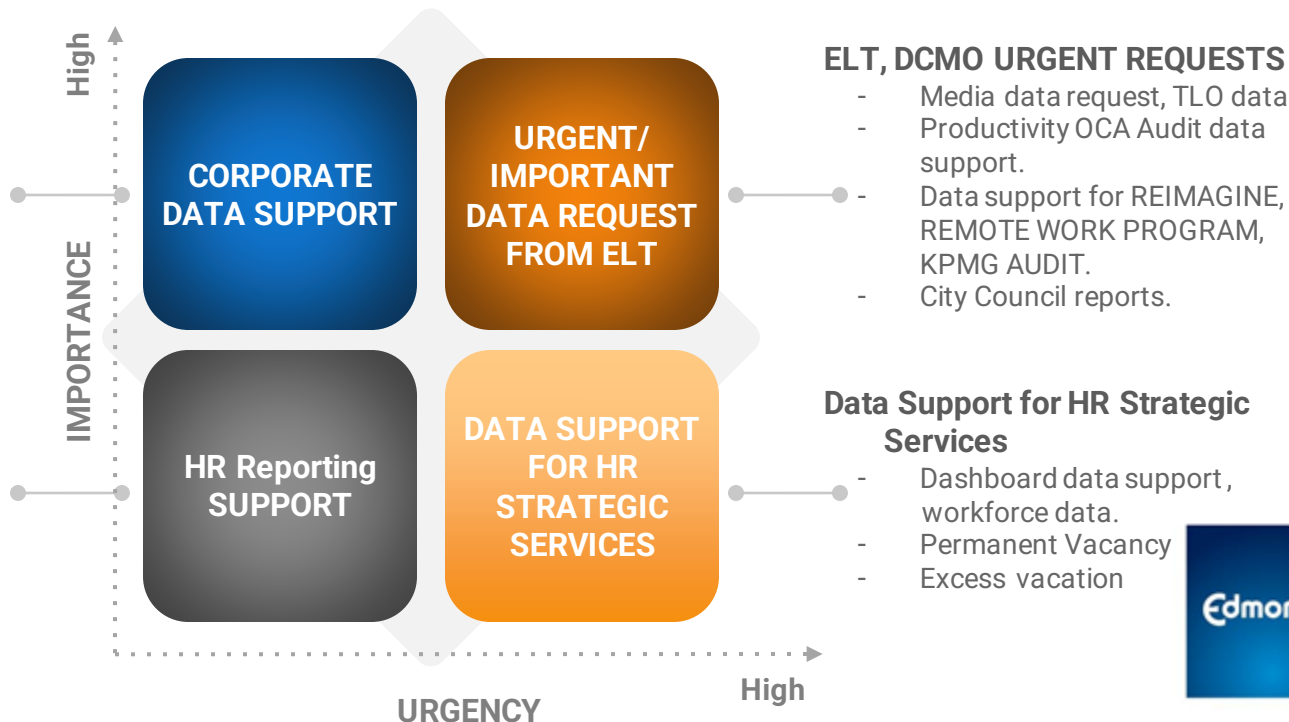 High
IMPORTANCE
CORPORATE
DATA SUPPORT
URGENT/
IMPORTANT
DATA REQUEST
FROM ELT
HR Reporting
SUPPORT
DATA SUPPORT
FOR HR
STRATEGIC
SERVICES
High
URGENCY
ELT, DCMO URGENT REQUESTS
- Media data request, TLO data
- Productivity OCA Audit data
support.
- Data support for REIMAGINE,
REMOTE WORK PROGRAM,
KPMG AUDIT.
- City Council reports.
Data Support for HR Strategic
Services
- Dashboard data support,
workforce data.
- Permanent Vacancy
- Excess vacation